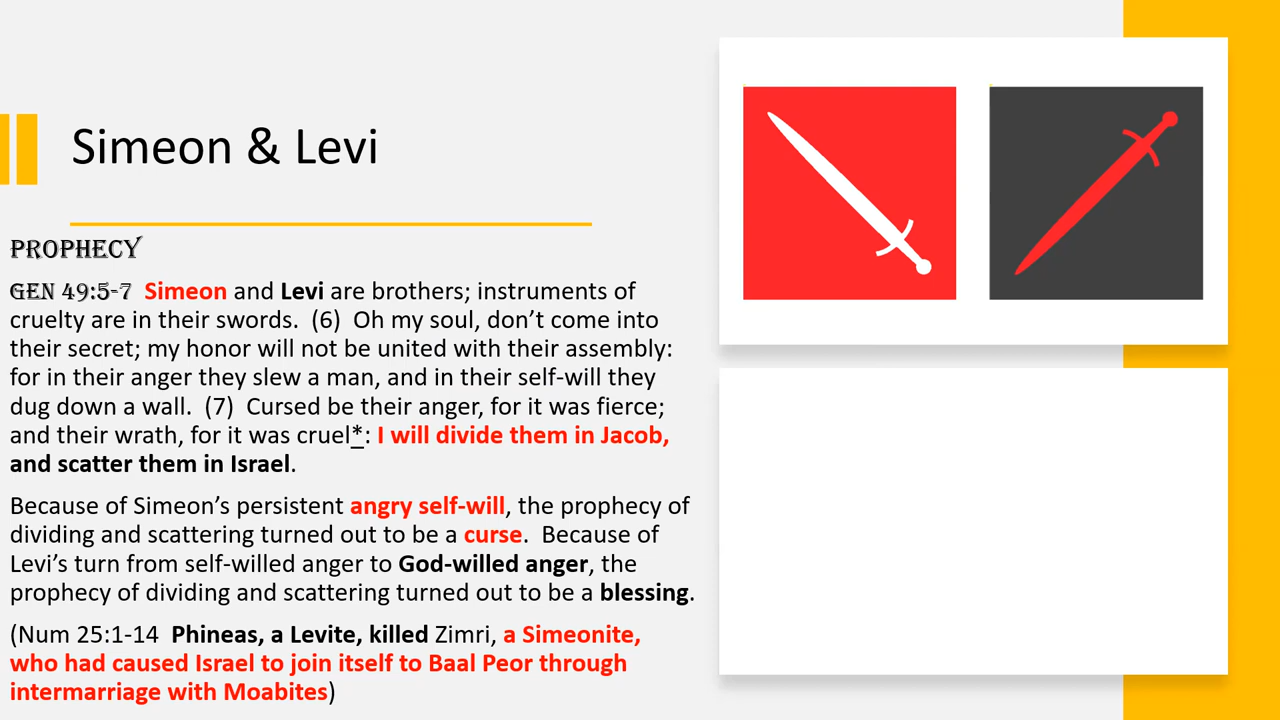 Simeon & Levi
PROPHECY
GEN 49:5-7 Simeon and Levi are brothers; instruments of
cruelty are in their swords. (6) Oh my soul, don’t come into
their secret; my honor will not be united with their assembly:
for in their anger they slew a man, and in their self-will they
dug down a wall. (7) Cursed be their anger, for it was fierce;
and their wrath, for it was cruel*: I will divide them in Jacob,
and scatter them in Israel.
Because of Simeon’s persistent angry self-will, the prophecy of
dividing and scattering turned out to be a curse. Because of
Levi’s turn from self-willed anger to God-willed anger, the
prophecy of dividing and scattering turned out to be a blessing.
(Num 25:1-14 Phineas, a Levite, killed Zimri, a Simeonite,
who had caused Israel to join itself to Baal Peor through
intermarriage with Moabites)